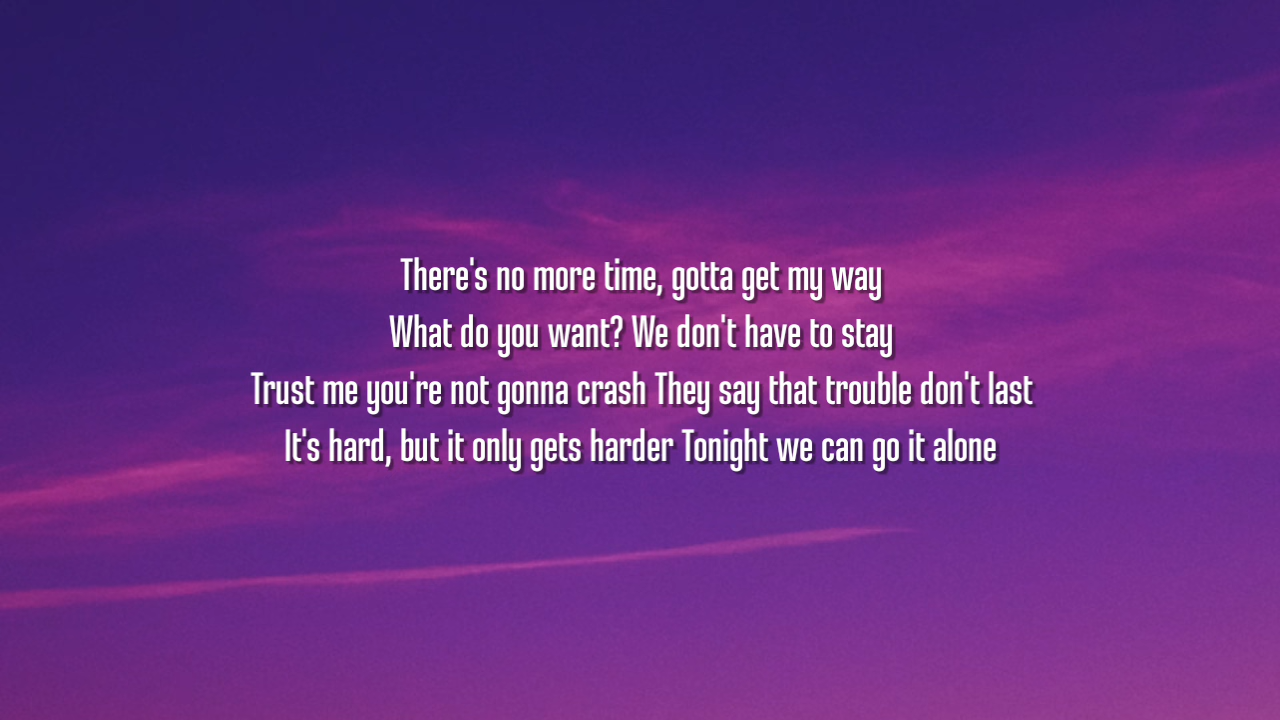 There's no more time, gotta get my way
What do you want? We don't have to stay
Trust me you're not gonna crash They say that trouble don't last
It's hard, but it only gets harder Tonight we can go it alone